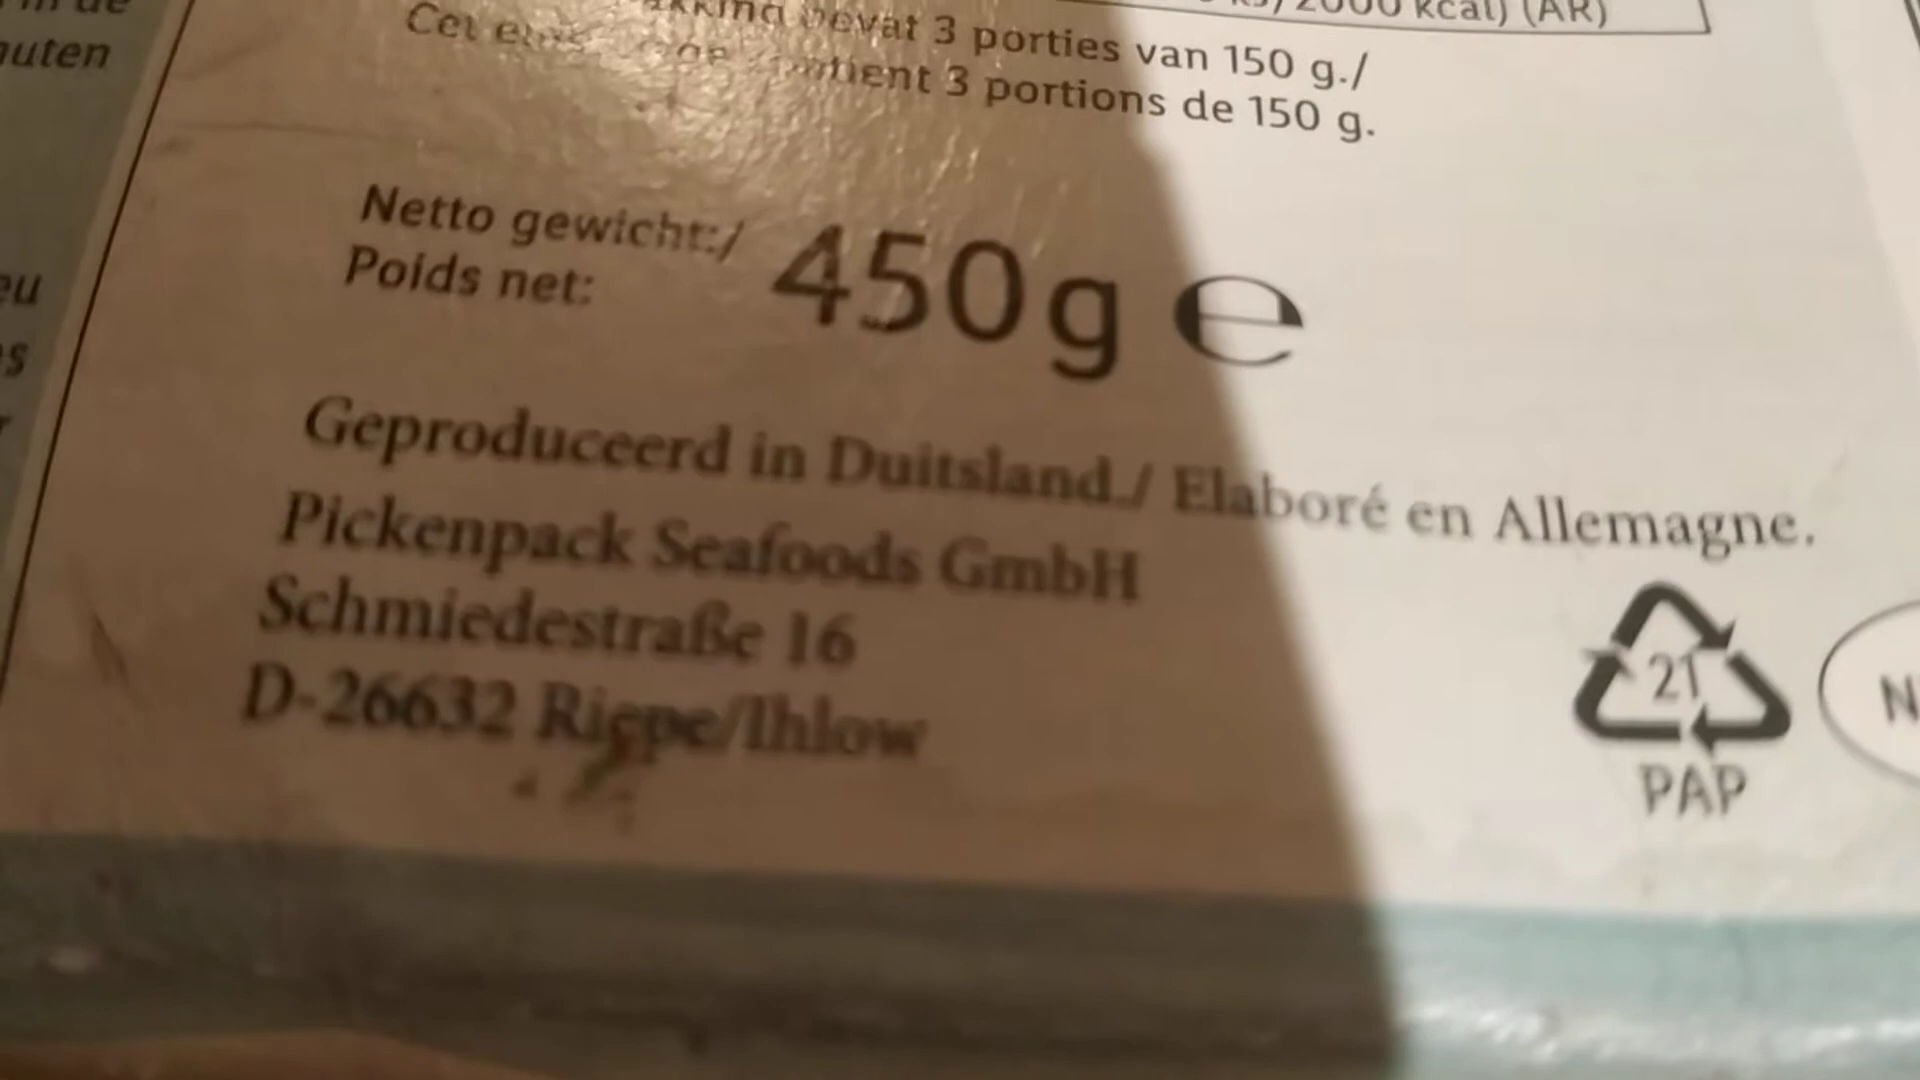 kcal) (AR)
bevat 3 porties van 150 g./
Cet
3 portions de 150 g.
Netto gewicht:/
Poids net:
450g e
Geproduceerd in Duitsland./ Elaboré en Allemagne.
Pickenpack Seafoods GmbH
Schmiedestraße 16
D-26632 Riepe/Ihlow
21
PAP